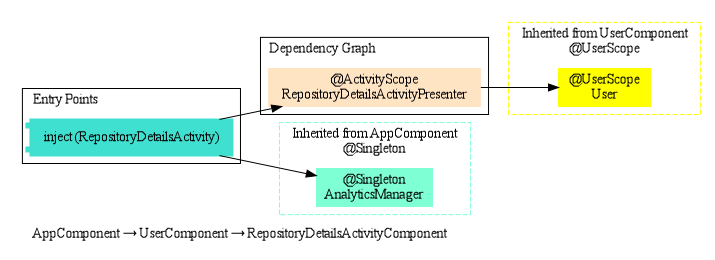 Inherited from UserComponent
@UserScope
Dependency Graph
@ActivityScope
RepositoryDetailsActivityPresenter
@UserScope
User
Entry Points
inject(RepositoryDetailsActivity)
Inherited from AppComponent
@Singleton
@Singleton
AnalyticsManager
AppComponent → UserComponent → RepositoryDetailsActivityComponent